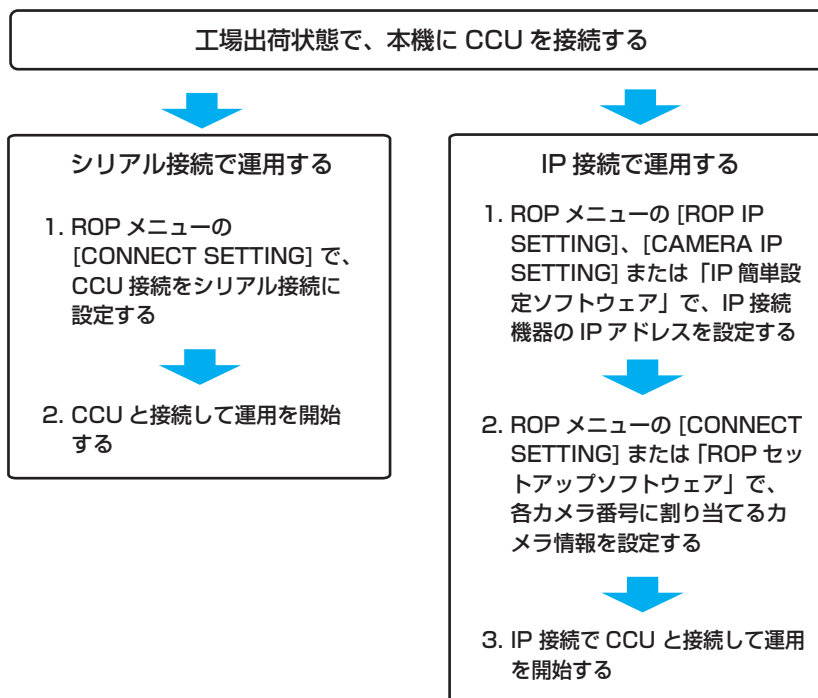 工場出荷状態で、本機に CCU を接続する
シリアル接続で運用する
1. ROP メニューの
[CONNECT SETTING] で、
CCU 接続をシリアル接続に
設定する
2. CCU と接続して運用を開始
する
IP 接続で運用する
1. ROP メニューの [ROP IP
SETTING]、[CAMERA IP
SETTING] または「IP 簡単設
定ソフトウェア」で、IP 接続
機器の IP アドレスを設定する
2. ROP メニューの [CONNECT
SETTING] または「ROP セッ
トアップソフトウェア」で、
各カメラ番号に割り当てるカ
メラ情報を設定する
3. IP 接続で CCU と接続して運用
を開始する